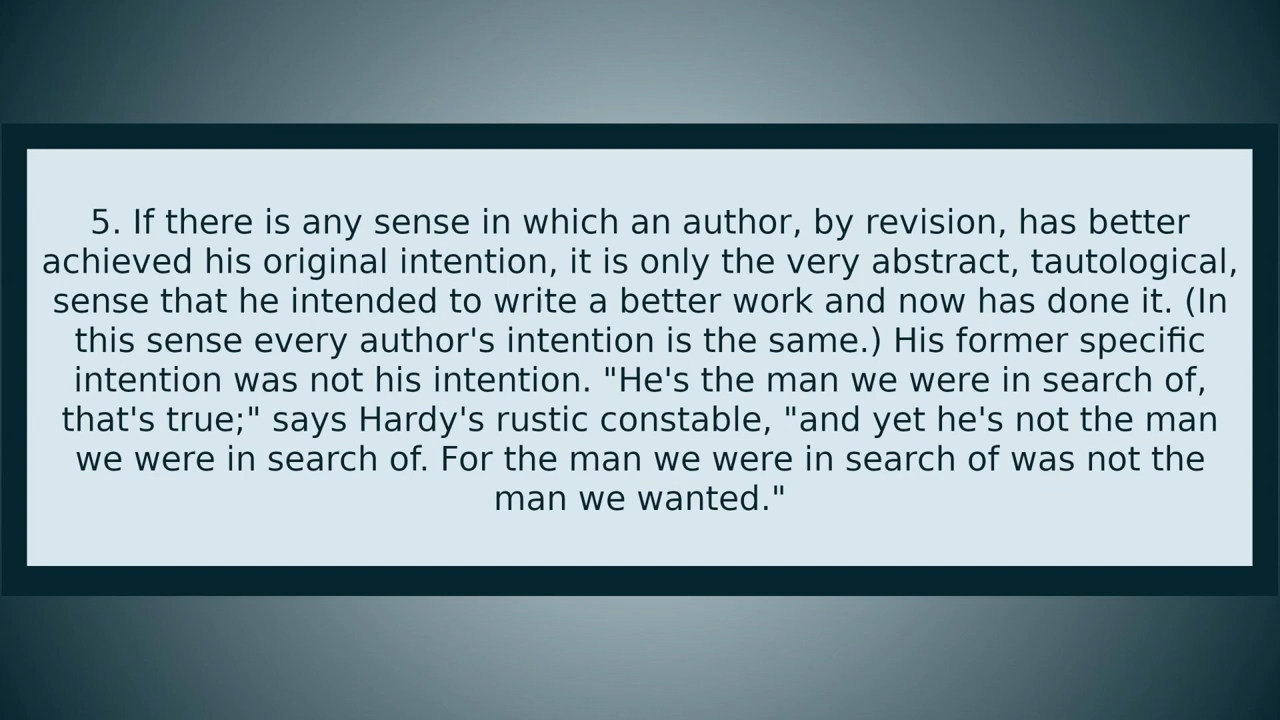 5. If there is any sense in which an author, by revision, has better
achieved his original intention, it is only the very abstract, tautological,
sense that he intended to write a better work and now has done it. (In
this sense every author's intention is the same.) His former specific
intention was not his intention. "He's the man we were in search of,
that's true;" says Hardy's rustic constable, "and yet he's not the man
we were in search of. For the man we were in search of was not the
man we wanted."